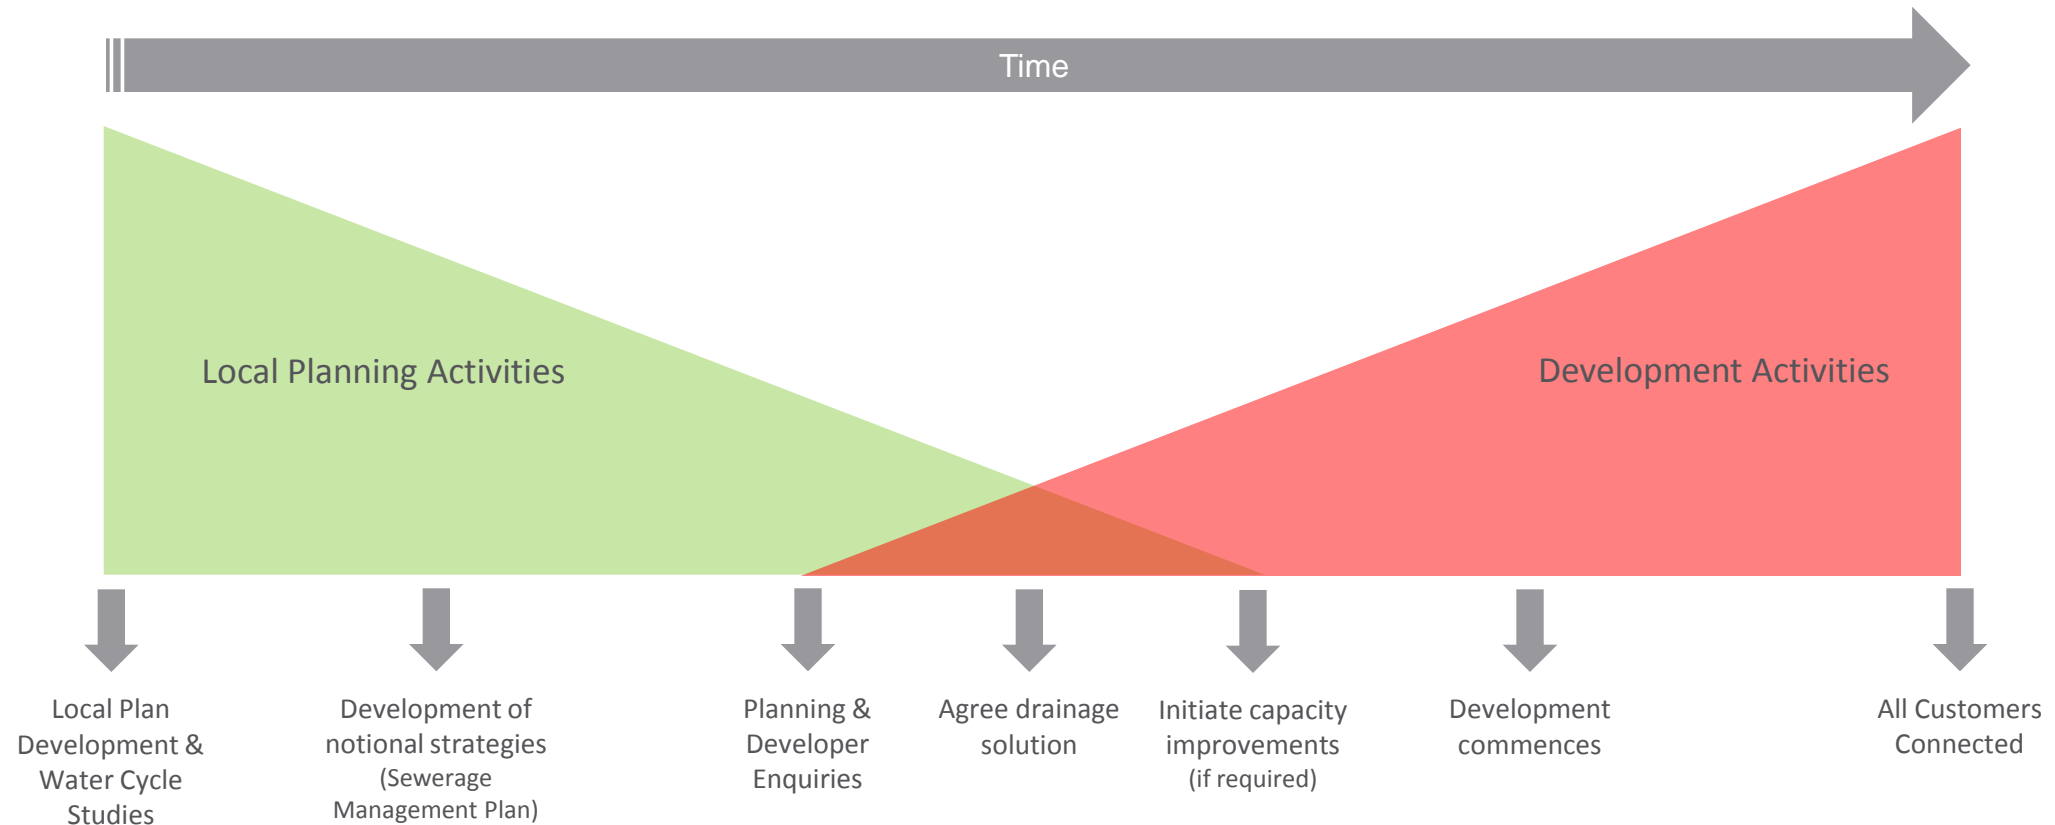 Time
Local Planning Activities
Development Activities
Local Plan
Development &
Water Cycle
Studies
Development of
notional strategies
(Sewerage
Management Plan)
Planning &
Developer
Enquiries
Agree drainage
solution
Initiate capacity
improvements
(if required)
Development
commences
All Customers
Connected